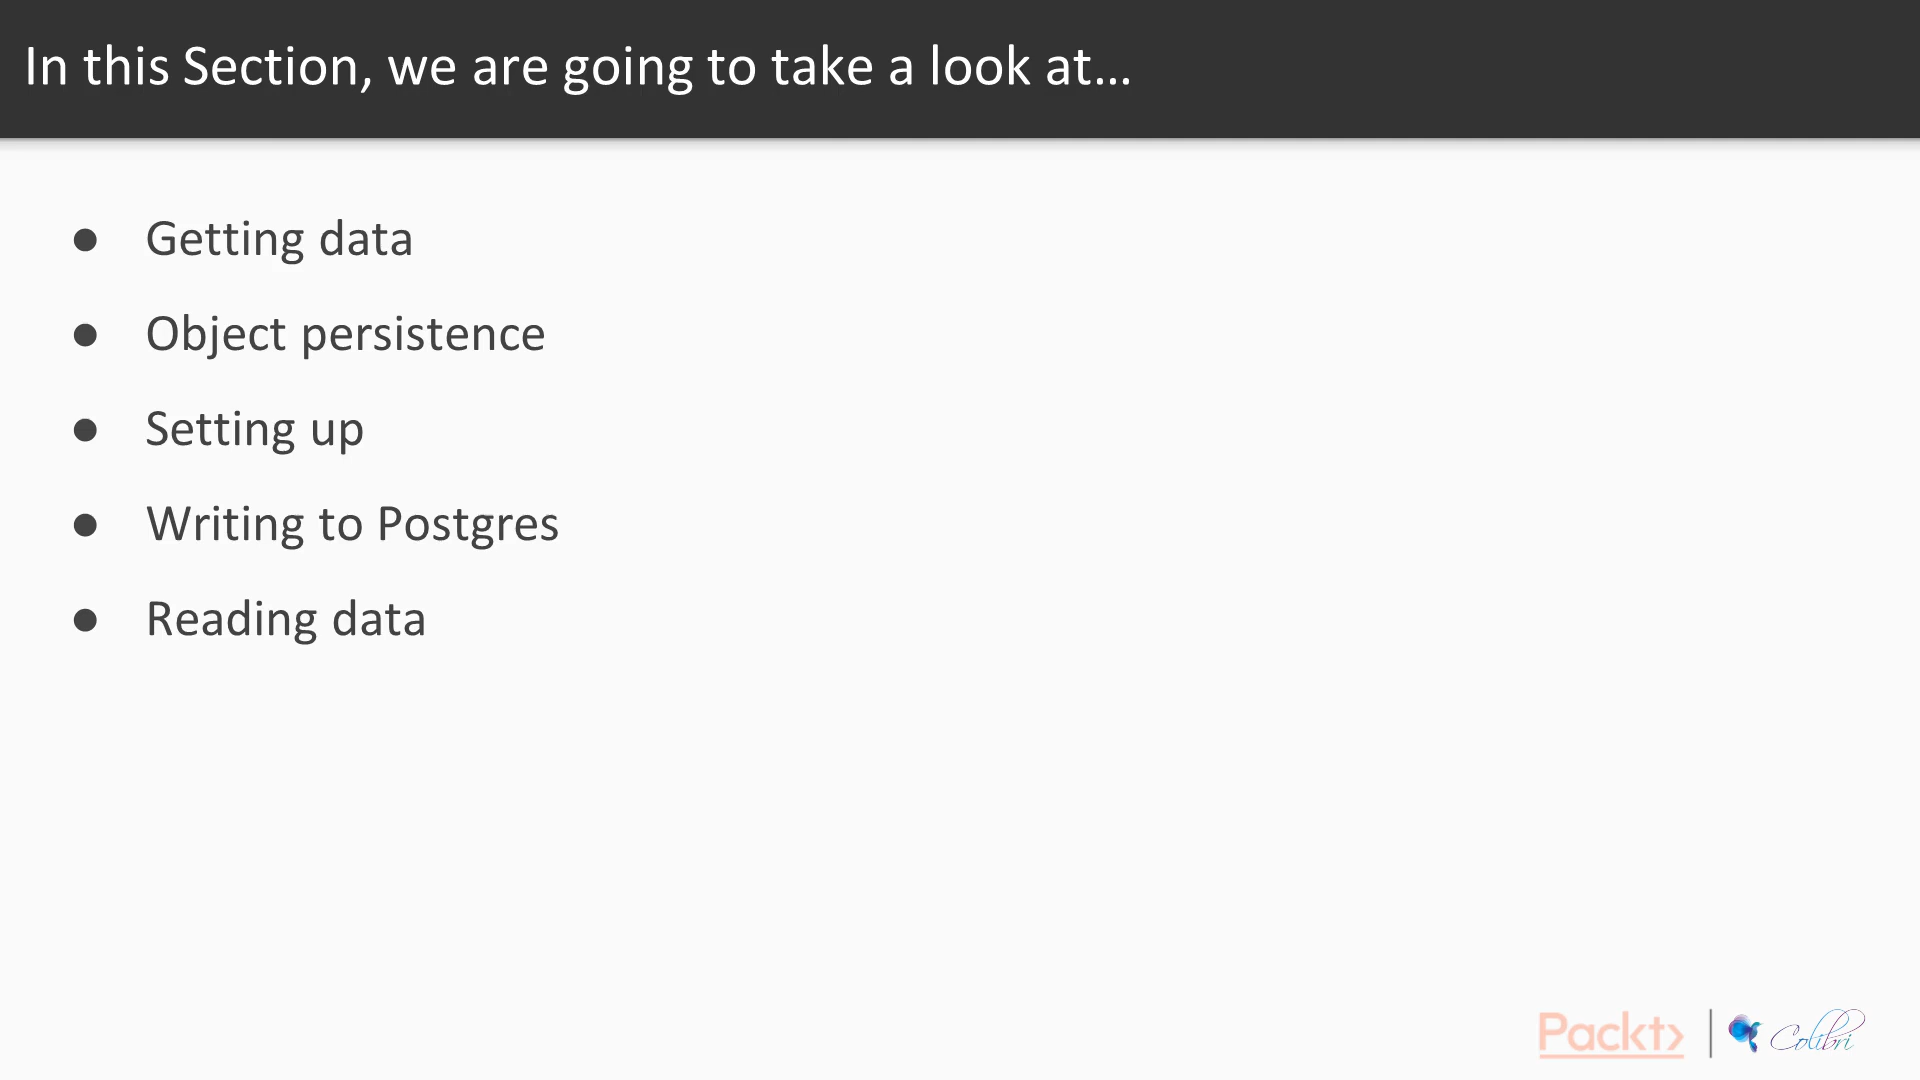 In this Section, we are going to take a look at...
● Getting data
● Object persistence
● Setting up
● Writing to Postgres
● Reading data
Packt> | Colibri